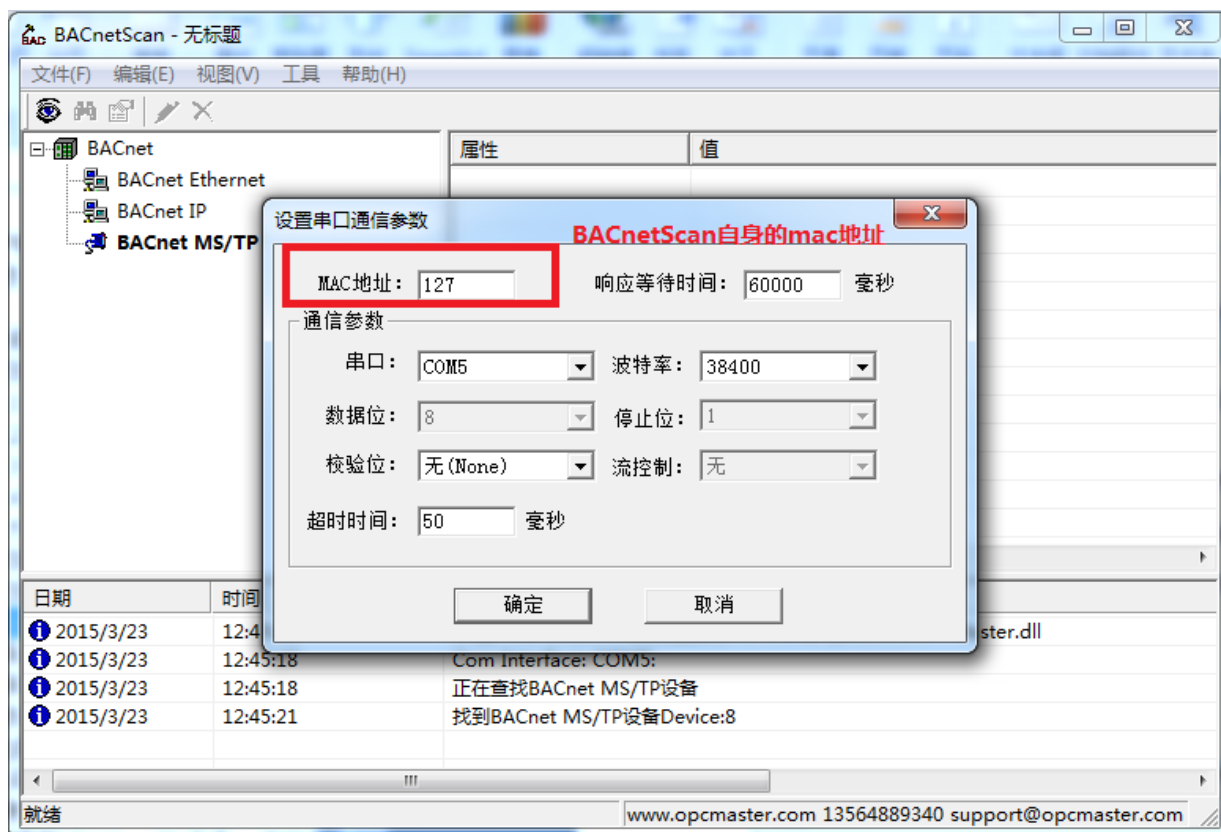 BACnetScan - 无标题
文件(F) 编辑(E) 视图(V) 工具 帮助(H)
BACnet
属性 值
BACnet Ethernet
BACnet IP
BACnet MS/TP
设置串口通信参数
BACnetScan自身的mac地址
MAC地址: 127 响应等待时间: 60000 毫秒
通信参数
串口: COM5 波特率: 38400
数据位: 8 停止位: 1
校验位: 无(None) 流控制: 无
超时时间: 50 毫秒
确定 取消
日期 时间
2015/3/23 12:4 ster.dll
2015/3/23 12:45:18 Com Interface: COM5:
2015/3/23 12:45:18 正在查找BACnet MS/TP设备
2015/3/23 12:45:21 找到BACnet MS/TP设备Device:8
就绪 www.opcmaster.com 13564889340 support@opcmaster.com